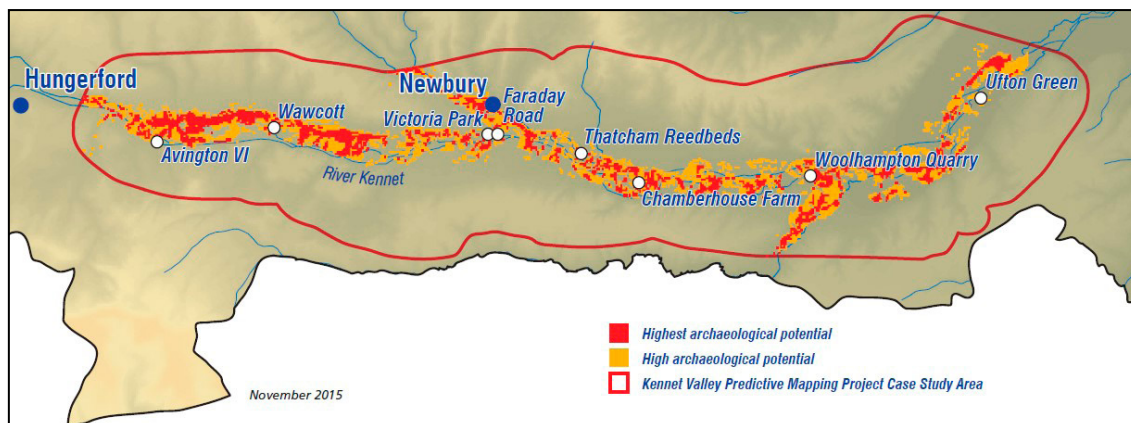 Hungerford
Newbury
Faraday
Road
Victoria Park
Wawcott
Avington VI
River Kennet
Thatcham Reedbeds
Chamberhouse Farm
Woolhampton Quarry
Ufton Green
Highest archaeological potential
High archaeological potential
Kennet Valley Predictive Mapping Project Case Study Area
November 2015